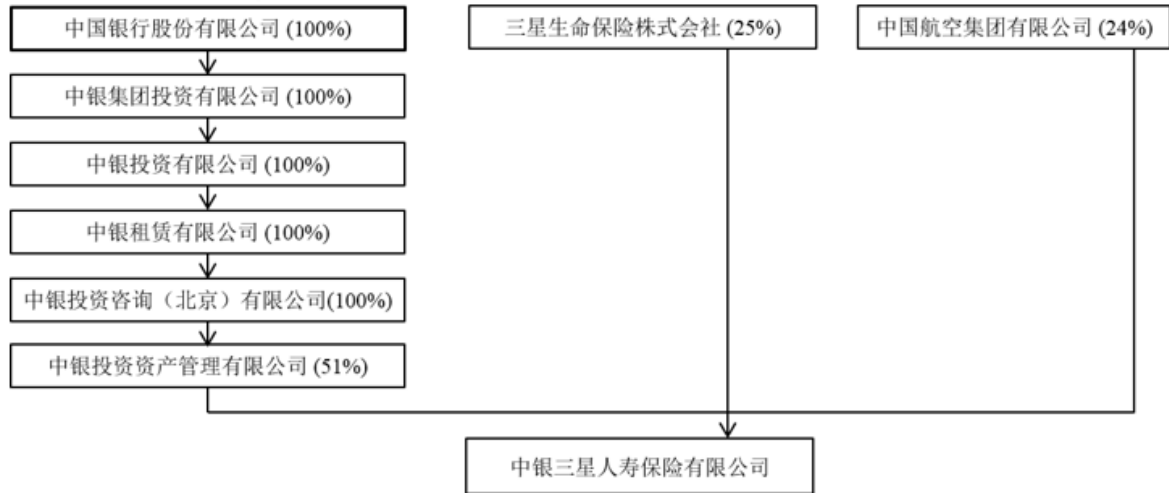 中国银行股份有限公司 (100%)
三星生命保险株式会社 (25%)
中国航空集团有限公司 (24%)
中银集团投资有限公司 (100%)
中银投资有限公司 (100%)
中银租赁有限公司 (100%)
中银投资咨询（北京）有限公司(100%)
中银投资资产管理有限公司 (51%)
中银三星人寿保险有限公司